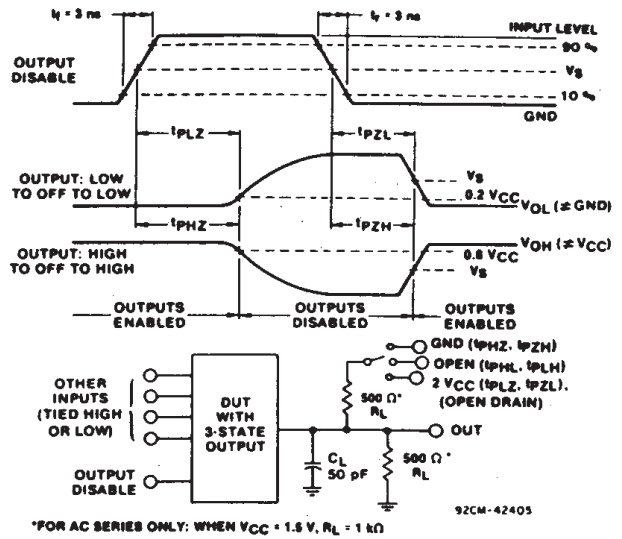 tr = 3 ns
tf = 3 ns
INPUT LEVEL
90 %
OUTPUT
DISABLE
VS
10 %
GND
tPLZ
tPZL
OUTPUT: LOW
TO OFF TO LOW
VS
0.2 VCC
VOL (≠ GND)
tPHZ
tPZH
OUTPUT: HIGH
TO OFF TO HIGH
VOH (≠ VCC)
0.8 VCC
VS
OUTPUTS
ENABLED
OUTPUTS
DISABLED
OUTPUTS
ENABLED
GND (tPHZ, tPZH)
OPEN (tPHL, tPLH)
2 VCC (tPLZ, tPZL),
(OPEN DRAIN)
OTHER
INPUTS
(TIED HIGH
OR LOW)
DUT
WITH
3-STATE
OUTPUT
500 Ω*
RL
OUT
CL
50 pF
500 Ω*
RL
OUTPUT
DISABLE
92CM-42405
*FOR AC SERIES ONLY: WHEN VCC = 1.5 V, RL = 1 kΩ